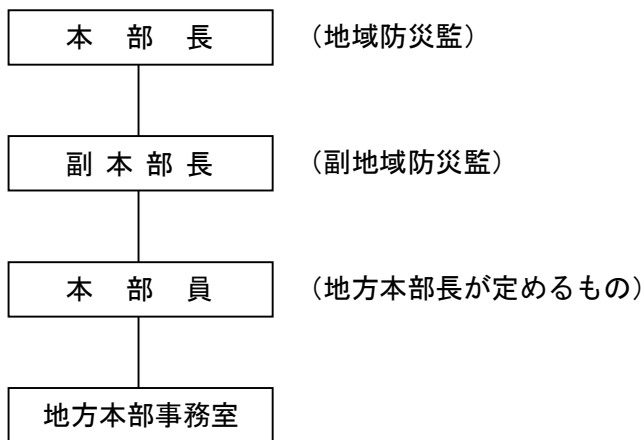 本 部 長 （地域防災監）
副 本 部 長 （副地域防災監）
本 部 員 （地方本部長が定めるもの）
地方本部事務室